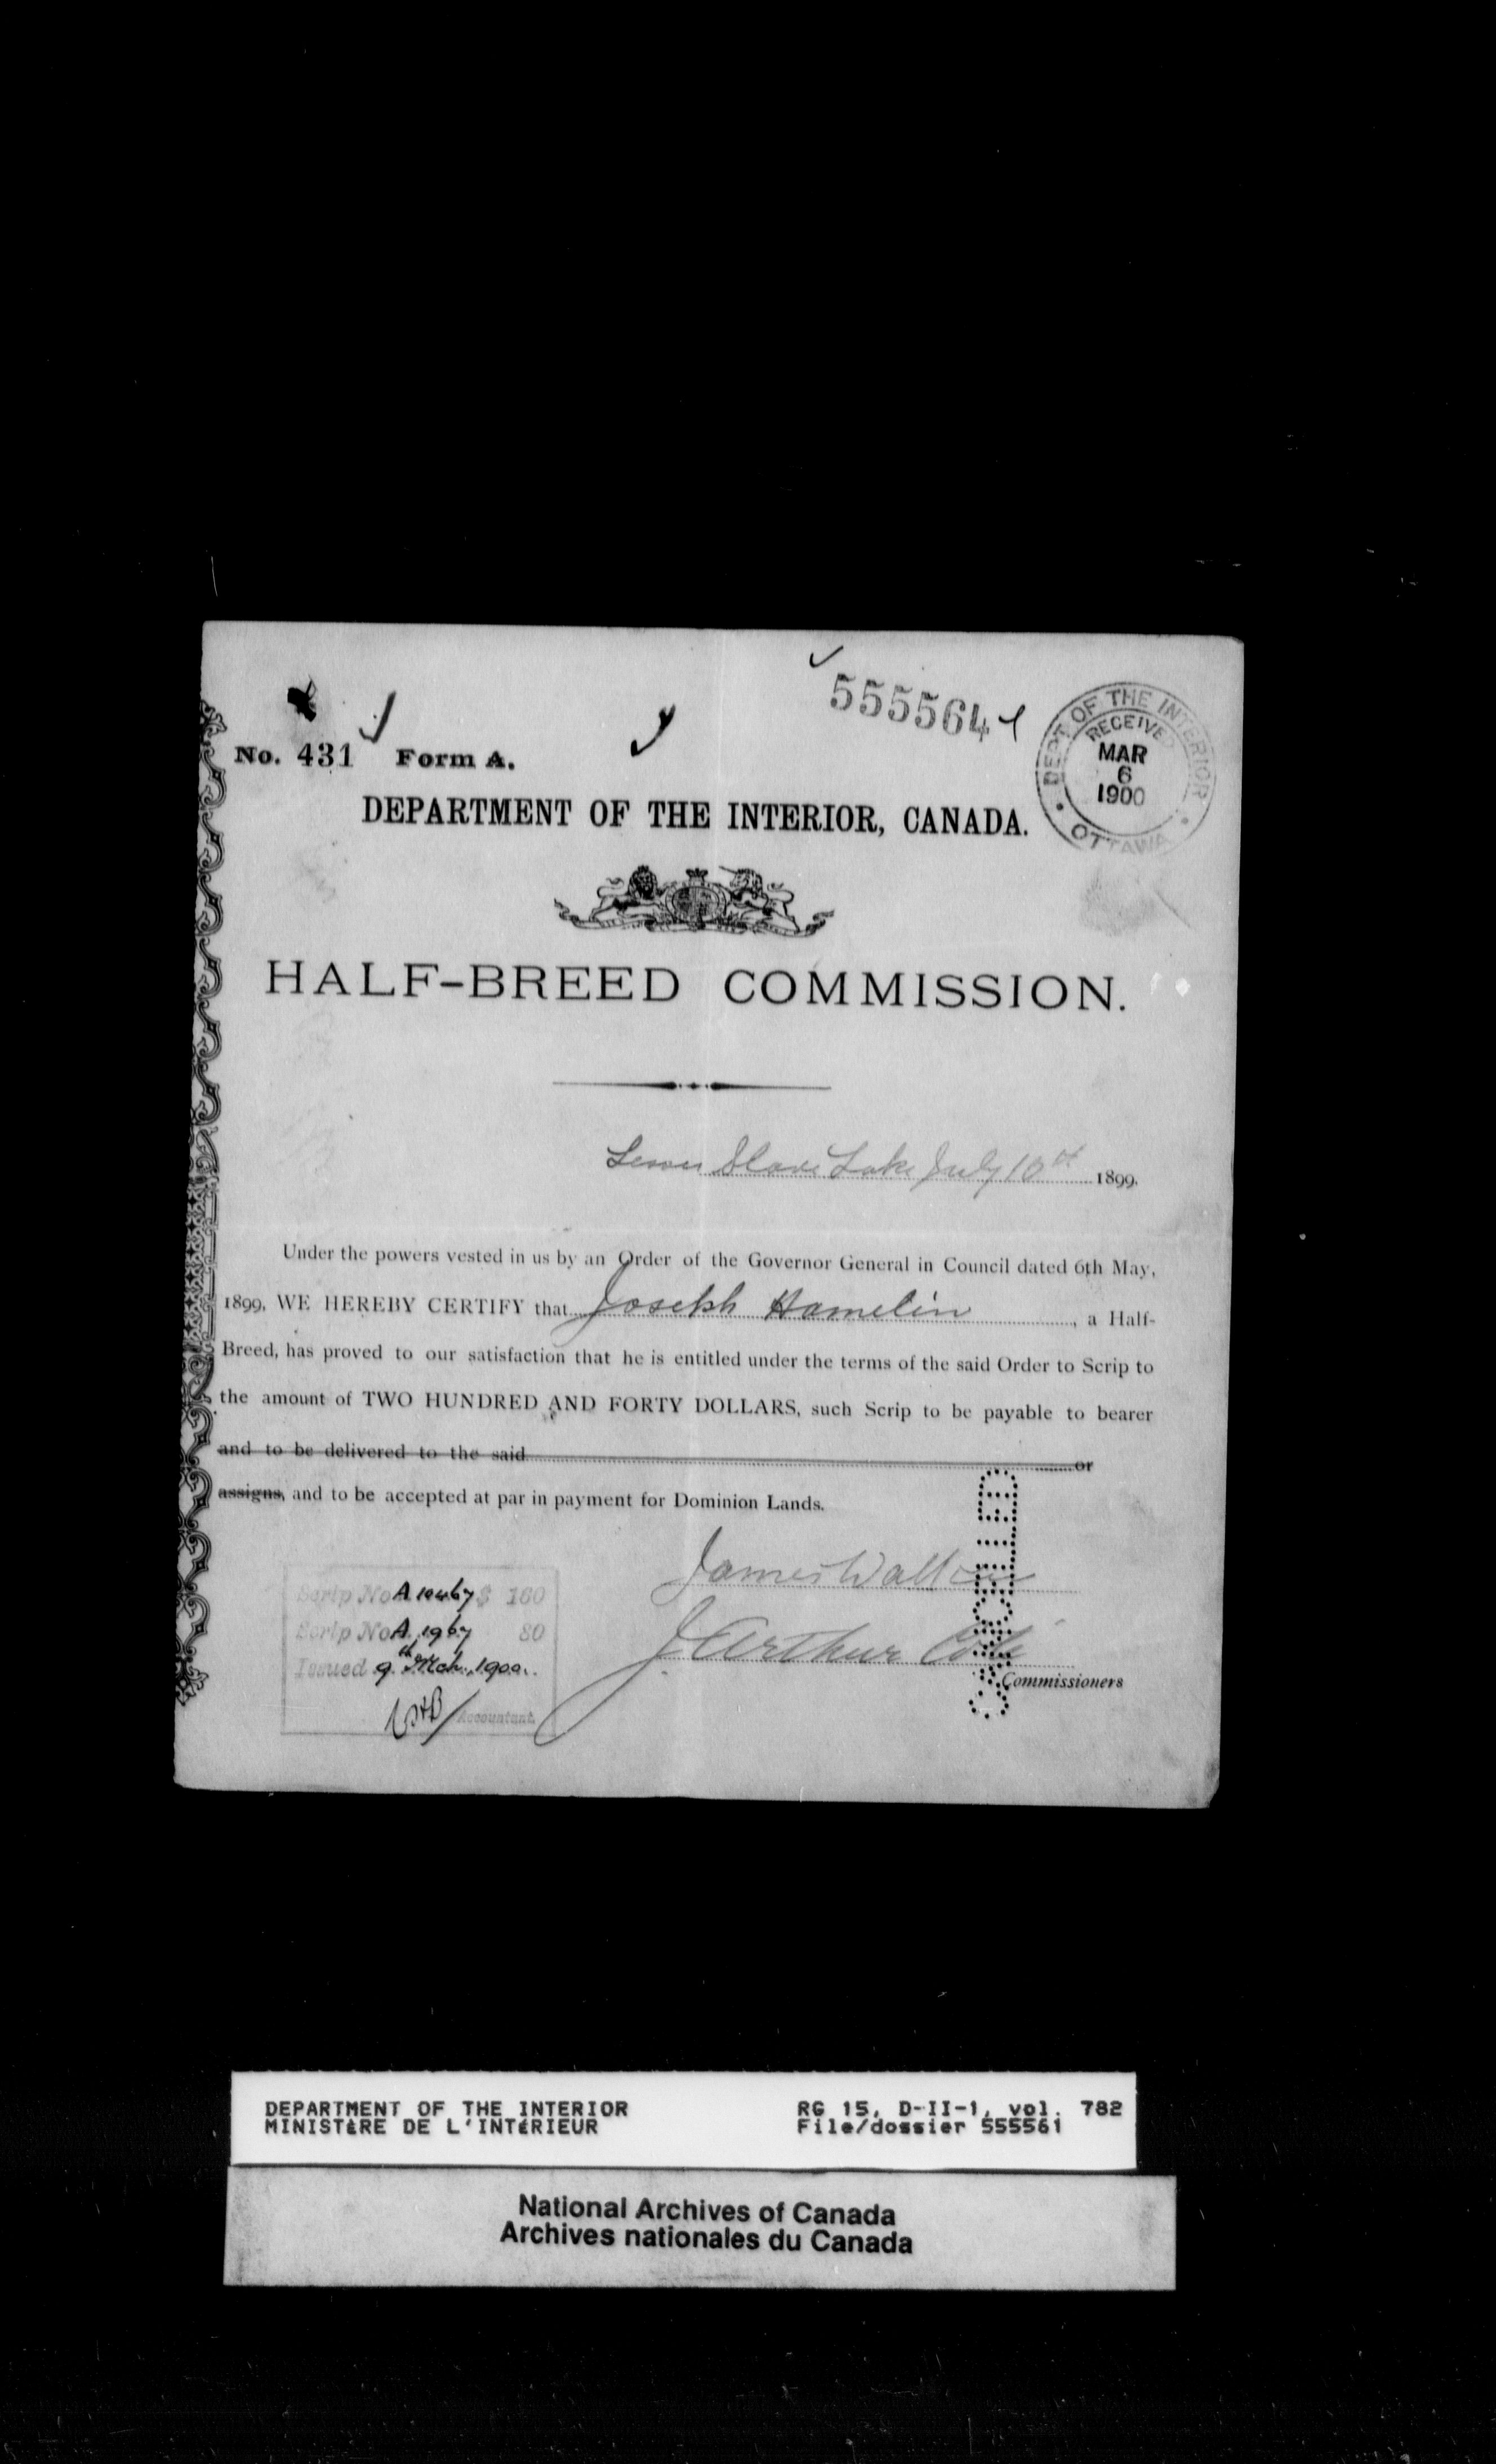 555564
DEPT OF THE INTERIOR
RECEIVED
MAR
6
1900
OTTAWA
No. 431 Form A.
DEPARTMENT OF THE INTERIOR, CANADA.
HALF-BREED COMMISSION.
Lesser Slave Lake July 10th 1899.
Under the powers vested in us by an Order of the Governor General in Council dated 6th May,
1899, WE HEREBY CERTIFY that Joseph Hamelin, a Half-
Breed, has proved to our satisfaction that he is entitled under the terms of the said Order to Scrip to
the amount of TWO HUNDRED AND FORTY DOLLARS, such Scrip to be payable to bearer
and to be delivered to the said or
assigns, and to be accepted at par in payment for Dominion Lands.
James Walker
J Arthur Coté
Commissioners
CANCELLED
Scrip No A $ 160
Scrip No A. 1967 80
Issued 9th Mch. 1900.
Accountant.
DEPARTMENT OF THE INTERIOR RG 15, D-II-1, vol. 782
MINISTÈRE DE L'INTÉRIEUR File/dossier 555561
National Archives of Canada
Archives nationales du Canada